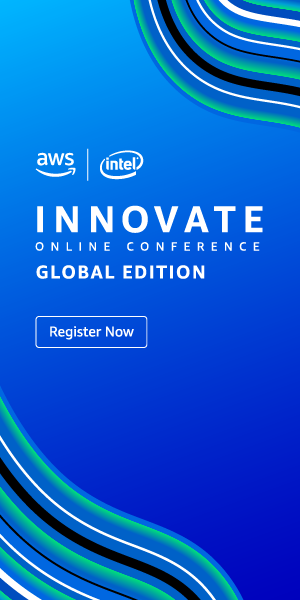 aws | intel
INNOVATE
ONLINE CONFERENCE
GLOBAL EDITION
Register Now